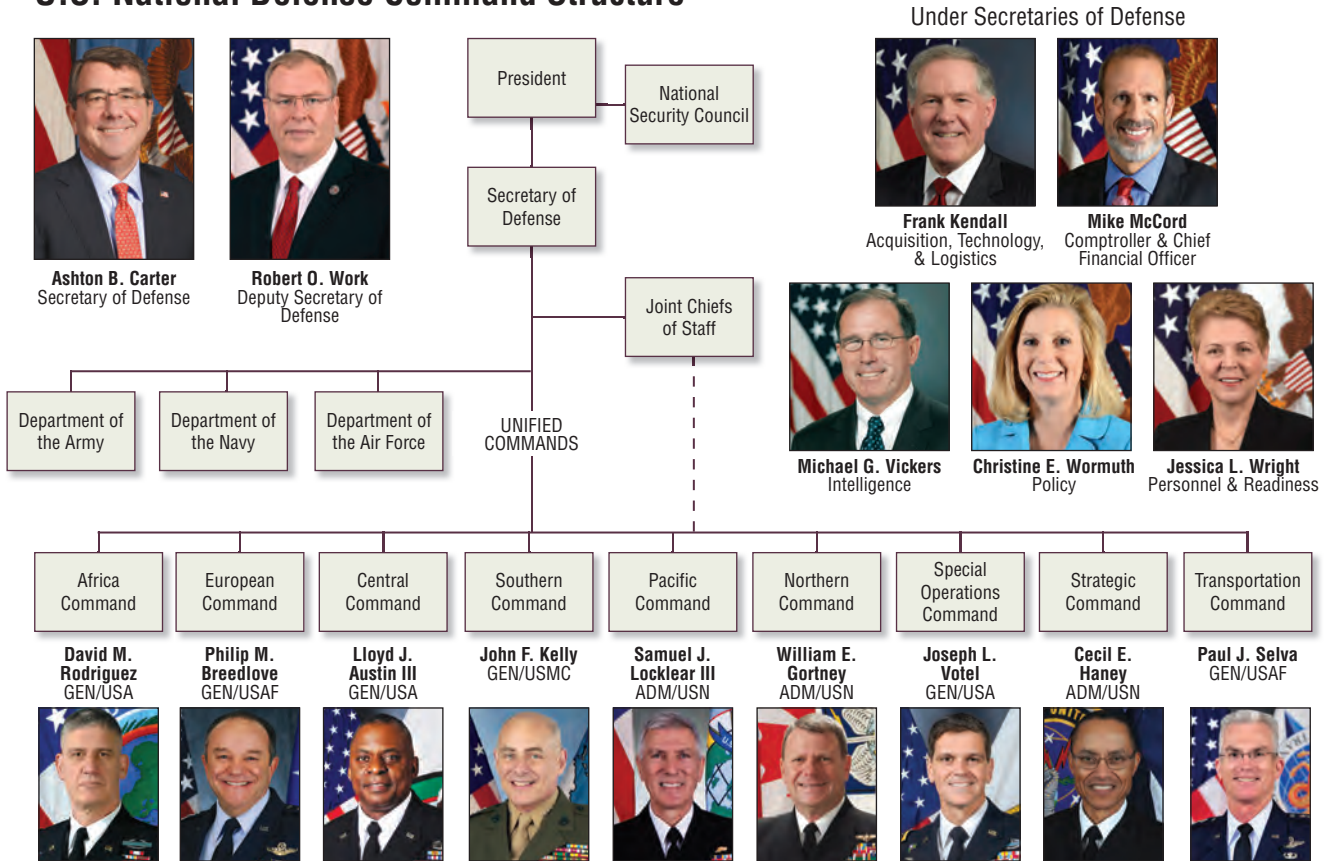 U.S. National Defense Command Structure
Under Secretaries of Defense
President
National
Security Council
Secretary of
Defense
Ashton B. Carter
Secretary of Defense
Robert O. Work
Deputy Secretary of
Defense
Frank Kendall
Acquisition, Technology,
& Logistics
Mike McCord
Comptroller & Chief
Financial Officer
Joint Chiefs
of Staff
Department of
the Army
Department of
the Navy
Department of
the Air Force
UNIFIED
COMMANDS
Michael G. Vickers
Intelligence
Christine E. Wormuth
Policy
Jessica L. Wright
Personnel & Readiness
Africa
Command
European
Command
Central
Command
Southern
Command
Pacific
Command
Northern
Command
Special
Operations
Command
Strategic
Command
Transportation
Command
David M.
Rodriguez
GEN/USA
Philip M.
Breedlove
GEN/USAF
Lloyd J.
Austin III
GEN/USA
John F. Kelly
GEN/USMC
Samuel J.
Locklear III
ADM/USN
William E.
Gortney
ADM/USN
Joseph L.
Votel
GEN/USA
Cecil E.
Haney
ADM/USN
Paul J. Selva
GEN/USAF